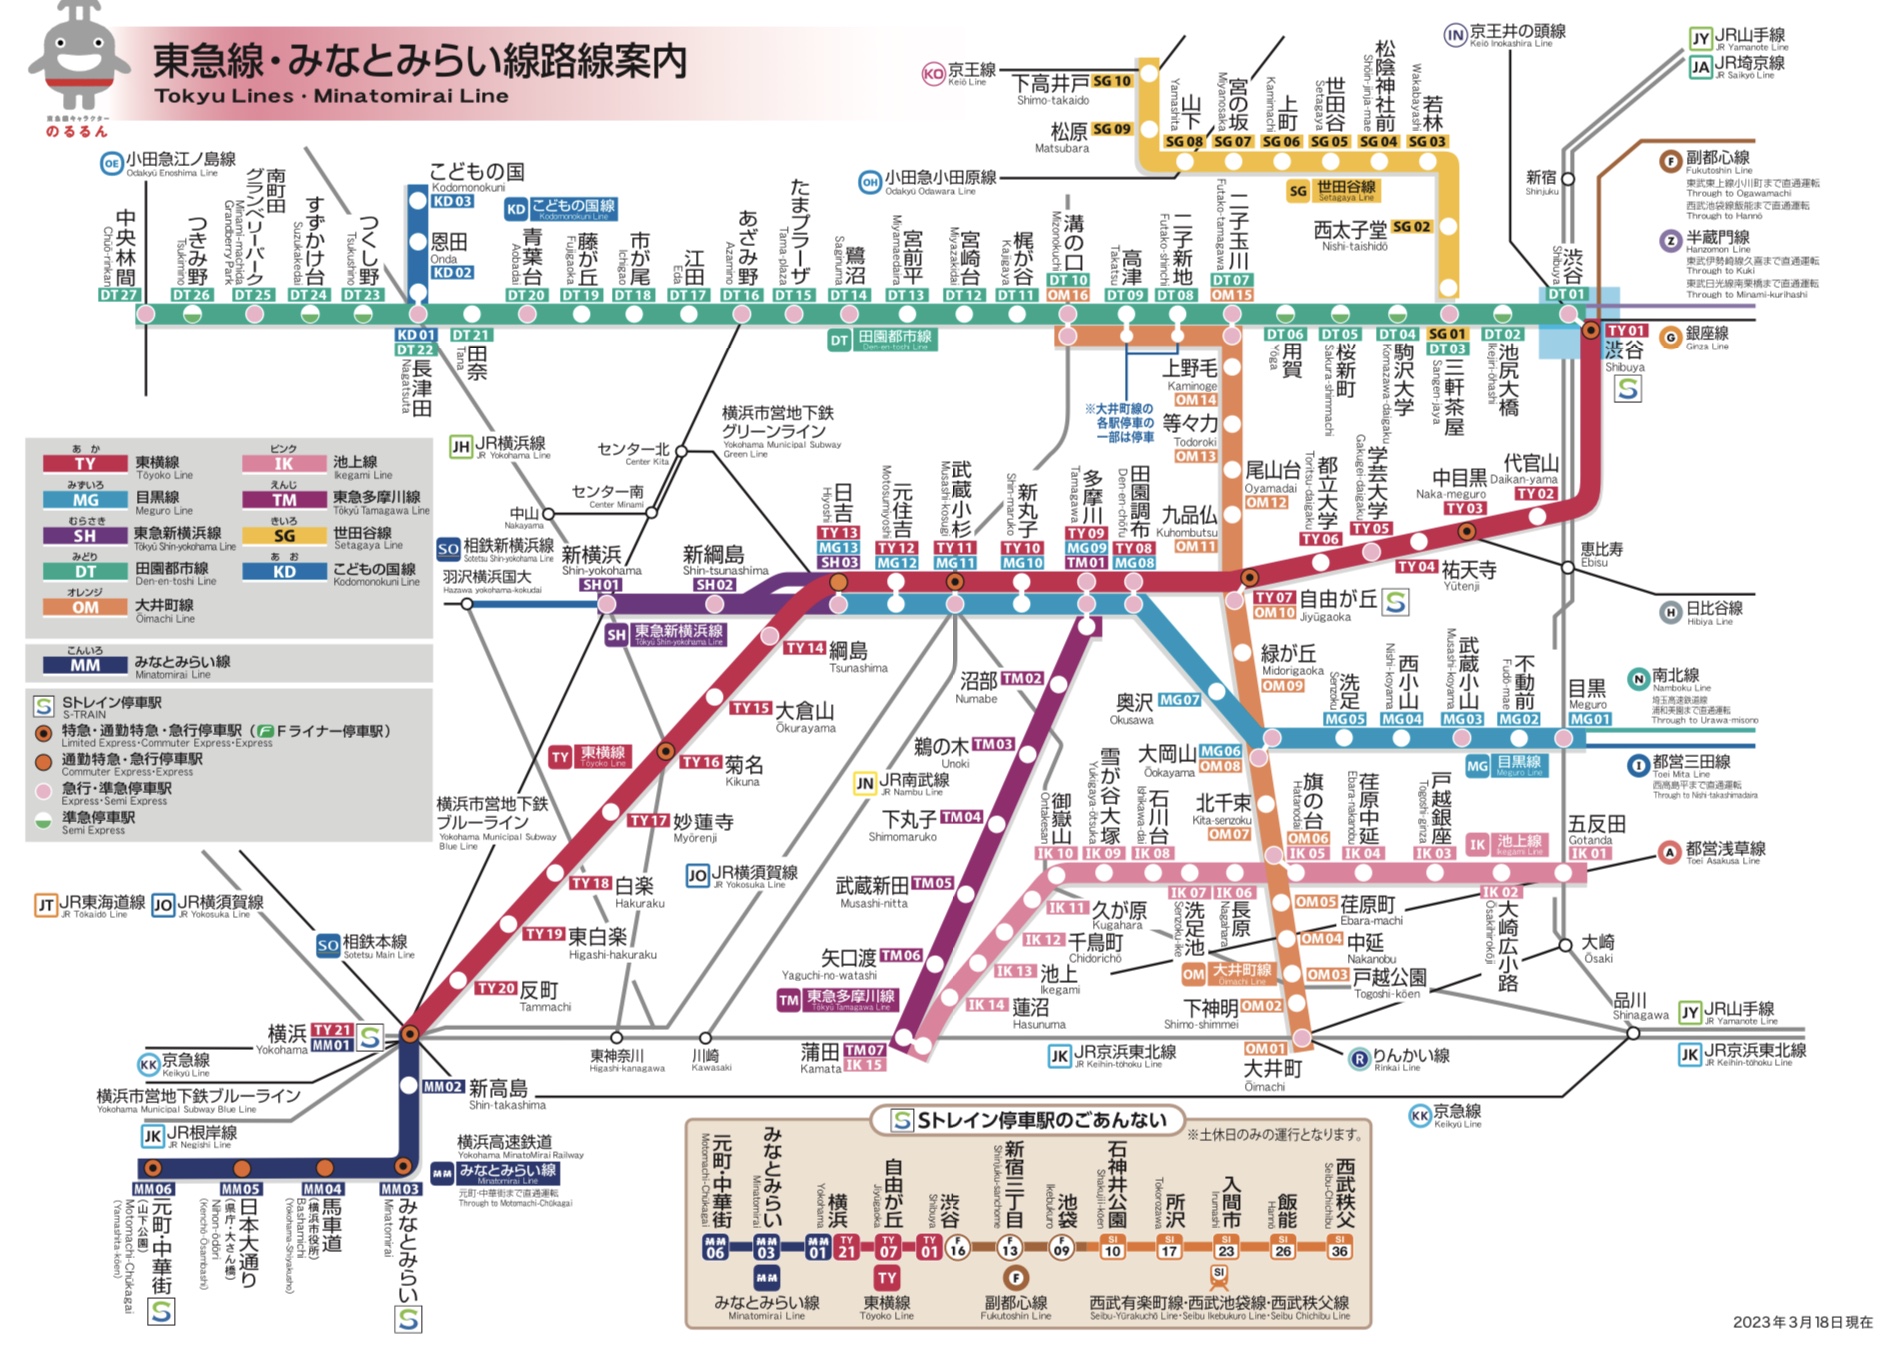 東急線・みなとみらい線路線案内
Tokyu Lines・Minatomirai Line
東急線キャラクター
のるるん
OE 小田急江ノ島線
Odakyū Enoshima Line
KO 京王線
Keiō Line
IN 京王井の頭線
Keiō Inokashira Line
JY JR山手線
JR Yamanote Line
JA JR埼京線
JR Saikyō Line
OH 小田急小田原線
Odakyū Odawara Line
新宿
Shinjuku
F 副都心線
Fukutoshin Line
東武東上線小川町まで直通運転
Through to Ogawamachi
西武池袋線飯能まで直通運転
Through to Hannō
Z 半蔵門線
Hanzomon Line
東武伊勢崎線久喜まで直通運転
Through to Kuki
東武日光線南栗橋まで直通運転
Through to Minami-kurihashi
G 銀座線
Ginza Line
下高井戸 SG 10
Shimo-takaido
松原 SG 09
Matsubara
山下 Yamashita SG 08
宮の坂 Miyanosaka SG 07
上町 Kamimachi SG 06
世田谷 Setagaya SG 05
松陰神社前 Shōin-jinja-mae SG 04
若林 Wakabayashi SG 03
SG 世田谷線
Setagaya Line
西太子堂 SG 02
Nishi-taishidō
こどもの国
Kodomonokuni
KD 03
KD こどもの国線
Kodomonokuni Line
恩田
Onda
KD 02
中央林間 Chūō-rinkan DT 27
つきみ野 Tsukimino DT 26
南町田グランベリーパーク Minami-machida Grandberry Park DT 25
すずかけ台 Suzukakedai DT 24
つくし野 Tsukushino DT 23
KD 01
DT 22
長津田 Nagatsuta
DT 21
田奈 Tana
青葉台 Aobadai DT 20
藤が丘 Fujigaoka DT 19
市が尾 Ichigao DT 18
江田 Eda DT 17
あざみ野 Azamino DT 16
たまプラーザ Tama-plaza DT 15
鷺沼 Saginuma DT 14
宮前平 Miyamaedaira DT 13
宮崎台 Miyazakidai DT 12
梶が谷 Kajigaya DT 11
溝の口 Mizonokuchi DT 10 OM 16
高津 Takatsu DT 09
二子新地 Futako-shinchi DT 08
二子玉川 Futako-tamagawa DT 07 OM 15
DT 田園都市線
Den-en-toshi Line
DT 06 用賀 Yōga
DT 05 桜新町 Sakura-shimmachi
DT 04 駒沢大学 Komazawa-daigaku
SG 01 DT 03 三軒茶屋 Sangen-jaya
DT 02 池尻大橋 Ikejiri-ōhashi
渋谷 Shibuya DT 01
TY 01
渋谷
Shibuya
※大井町線の
各駅停車の
一部は停車
上野毛
Kaminoge
OM 14
等々力
Todoroki
OM 13
尾山台
Oyamadai
OM 12
九品仏
Kuhombutsu
OM 11
あか
TY 東横線
Tōyoko Line
ピンク
IK 池上線
Ikegami Line
みずいろ
MG 目黒線
Meguro Line
えんじ
TM 東急多摩川線
Tōkyū Tamagawa Line
むらさき
SH 東急新横浜線
Tōkyū Shin-yokohama Line
きいろ
SG 世田谷線
Setagaya Line
みどり
DT 田園都市線
Den-en-toshi Line
あお
KD こどもの国線
Kodomonokuni Line
オレンジ
OM 大井町線
Ōimachi Line
こんいろ
MM みなとみらい線
Minatomirai Line
Sトレイン停車駅
S-TRAIN
特急・通勤特急・急行停車駅（F Fライナー停車駅）
Limited Express・Commuter Express・Express
通勤特急・急行停車駅
Commuter Express・Express
急行・準急停車駅
Express・Semi Express
準急停車駅
Semi Express
JH JR横浜線
JR Yokohama Line
横浜市営地下鉄
グリーンライン
Yokohama Municipal Subway
Green Line
センター北
Center Kita
センター南
Center Minami
中山
Nakayama
SO 相鉄新横浜線
Sōtetsu Shin-yokohama Line
羽沢横浜国大
Hazawa yokohama-kokudai
新横浜
Shin-yokohama
SH 01
新綱島
Shin-tsunashima
SH 02
SH 東急新横浜線
Tōkyū Shin-yokohama Line
日吉 Hiyoshi TY 13 MG 13 SH 03
元住吉 Motosumiyoshi TY 12 MG 12
武蔵小杉 Musashi-kosugi TY 11 MG 11
新丸子 Shin-maruko TY 10 MG 10
多摩川 Tamagawa TY 09 MG 09 TM 01
田園調布 Den-en-chōfu TY 08 MG 08
TY 07 自由が丘
OM 10 Jiyūgaoka
都立大学 Toritsu-daigaku TY 06
学芸大学 Gakugei-daigaku TY 05
TY 04 祐天寺
Yūtenji
中目黒
Naka-meguro
TY 03
代官山
Daikan-yama
TY 02
恵比寿
Ebisu
H 日比谷線
Hibiya Line
TY 14 綱島
Tsunashima
TY 15 大倉山
Ōkurayama
TY 東横線
Tōyoko Line
TY 16 菊名
Kikuna
TY 17 妙蓮寺
Myōrenji
TY 18 白楽
Hakuraku
TY 19 東白楽
Higashi-hakuraku
TY 20 反町
Tammachi
横浜 TY 21
Yokohama MM 01
横浜市営地下鉄
ブルーライン
Yokohama Municipal Subway
Blue Line
JT JR東海道線
JR Tōkaidō Line
JO JR横須賀線
JR Yokosuka Line
SO 相鉄本線
Sōtetsu Main Line
KK 京急線
Keikyū Line
横浜市営地下鉄ブルーライン
Yokohama Municipal Subway Blue Line
JK JR根岸線
JR Negishi Line
MM 02 新高島
Shin-takashima
横浜高速鉄道
Yokohama MinatoMirai Railway
MM みなとみらい線
Minatomirai Line
元町・中華街まで直通運転
Through to Motomachi-Chūkagai
MM 06 元町・中華街（山下公園） Motomachi-Chūkagai (Yamashita-kōen)
MM 05 日本大通り（県庁・大さん橋） Nihon-ōdōri (Kenchō・Ōsambashi)
MM 04 馬車道（横浜市役所） Bashamichi (Yokohama-Shiyakusho)
MM 03 みなとみらい Minatomirai
JN JR南武線
JR Nambu Line
JO JR横須賀線
JR Yokosuka Line
東神奈川
Higashi-kanagawa
川崎
Kawasaki
沼部 TM 02
Numabe
鵜の木 TM 03
Unoki
下丸子 TM 04
Shimomaruko
武蔵新田 TM 05
Musashi-nitta
矢口渡 TM 06
Yaguchi-no-watashi
TM 東急多摩川線
Tōkyū Tamagawa Line
蒲田 TM 07
Kamata IK 15
奥沢 MG 07
Okusawa
大岡山 MG 06
Ōokayama OM 08
緑が丘
Midorigaoka
OM 09
洗足 Senzoku MG 05
西小山 Nishi-koyama MG 04
武蔵小山 Musashi-koyama MG 03
不動前 Fudō-mae MG 02
目黒
Meguro
MG 01
MG 目黒線
Meguro Line
N 南北線
Namboku Line
埼玉高速鉄道線
浦和美園まで直通運転
Through to Urawa-misono
I 都営三田線
Toei Mita Line
西高島平まで直通運転
Through to Nishi-takashimadaira
北千束
Kita-senzoku
OM 07
旗の台 Hatanodai OM 06 IK 05
荏原中延 Ebara-nakanobu IK 04
戸越銀座 Togoshi-ginza IK 03
IK 池上線
Ikegami Line
五反田
Gotanda
IK 01
A 都営浅草線
Toei Asakusa Line
御嶽山 Ontakesan IK 10
雪が谷大塚 Yukigaya-ōtsuka IK 09
石川台 Ishikawa-dai IK 08
IK 07 洗足池 Senzoku-ike
IK 06 長原 Nagahara
IK 02 大崎広小路 Ōsakihirokōji
IK 11 久が原
Kugahara
IK 12 千鳥町
Chidorichō
IK 13 池上
Ikegami
IK 14 蓮沼
Hasunuma
OM 05 荏原町
Ebara-machi
OM 04 中延
Nakanobu
OM 大井町線
Ōimachi Line
OM 03 戸越公園
Togoshi-kōen
下神明 OM 02
Shimo-shimmei
OM 01
大井町
Ōimachi
大崎
Ōsaki
品川
Shinagawa
JY JR山手線
JR Yamanote Line
JK JR京浜東北線
JR Keihin-tōhoku Line
JK JR京浜東北線
JR Keihin-tōhoku Line
R りんかい線
Rinkai Line
KK 京急線
Keikyū Line
Sトレイン停車駅のごあんない
※土休日のみの運行となります。
元町・中華街 Motomachi-Chūkagai MM 06
みなとみらい Minatomirai MM 03
横浜 Yokohama MM 01 TY 21
自由が丘 Jiyūgaoka TY 07
渋谷 Shibuya TY 01 F 16
新宿三丁目 Shinjuku-sanchome F 13
池袋 Ikebukuro F 09
石神井公園 Shakujii-kōen SI 10
所沢 Tokorozawa SI 17
入間市 Irumashi SI 23
飯能 Hannō SI 26
西武秩父 Seibu-Chichibu SI 36
MM みなとみらい線
Minatomirai Line
TY 東横線
Tōyoko Line
F 副都心線
Fukutoshin Line
SI 西武有楽町線・西武池袋線・西武秩父線
Seibu-Yūrakuchō Line・Seibu Ikebukuro Line・Seibu Chichibu Line
2023年3月18日現在